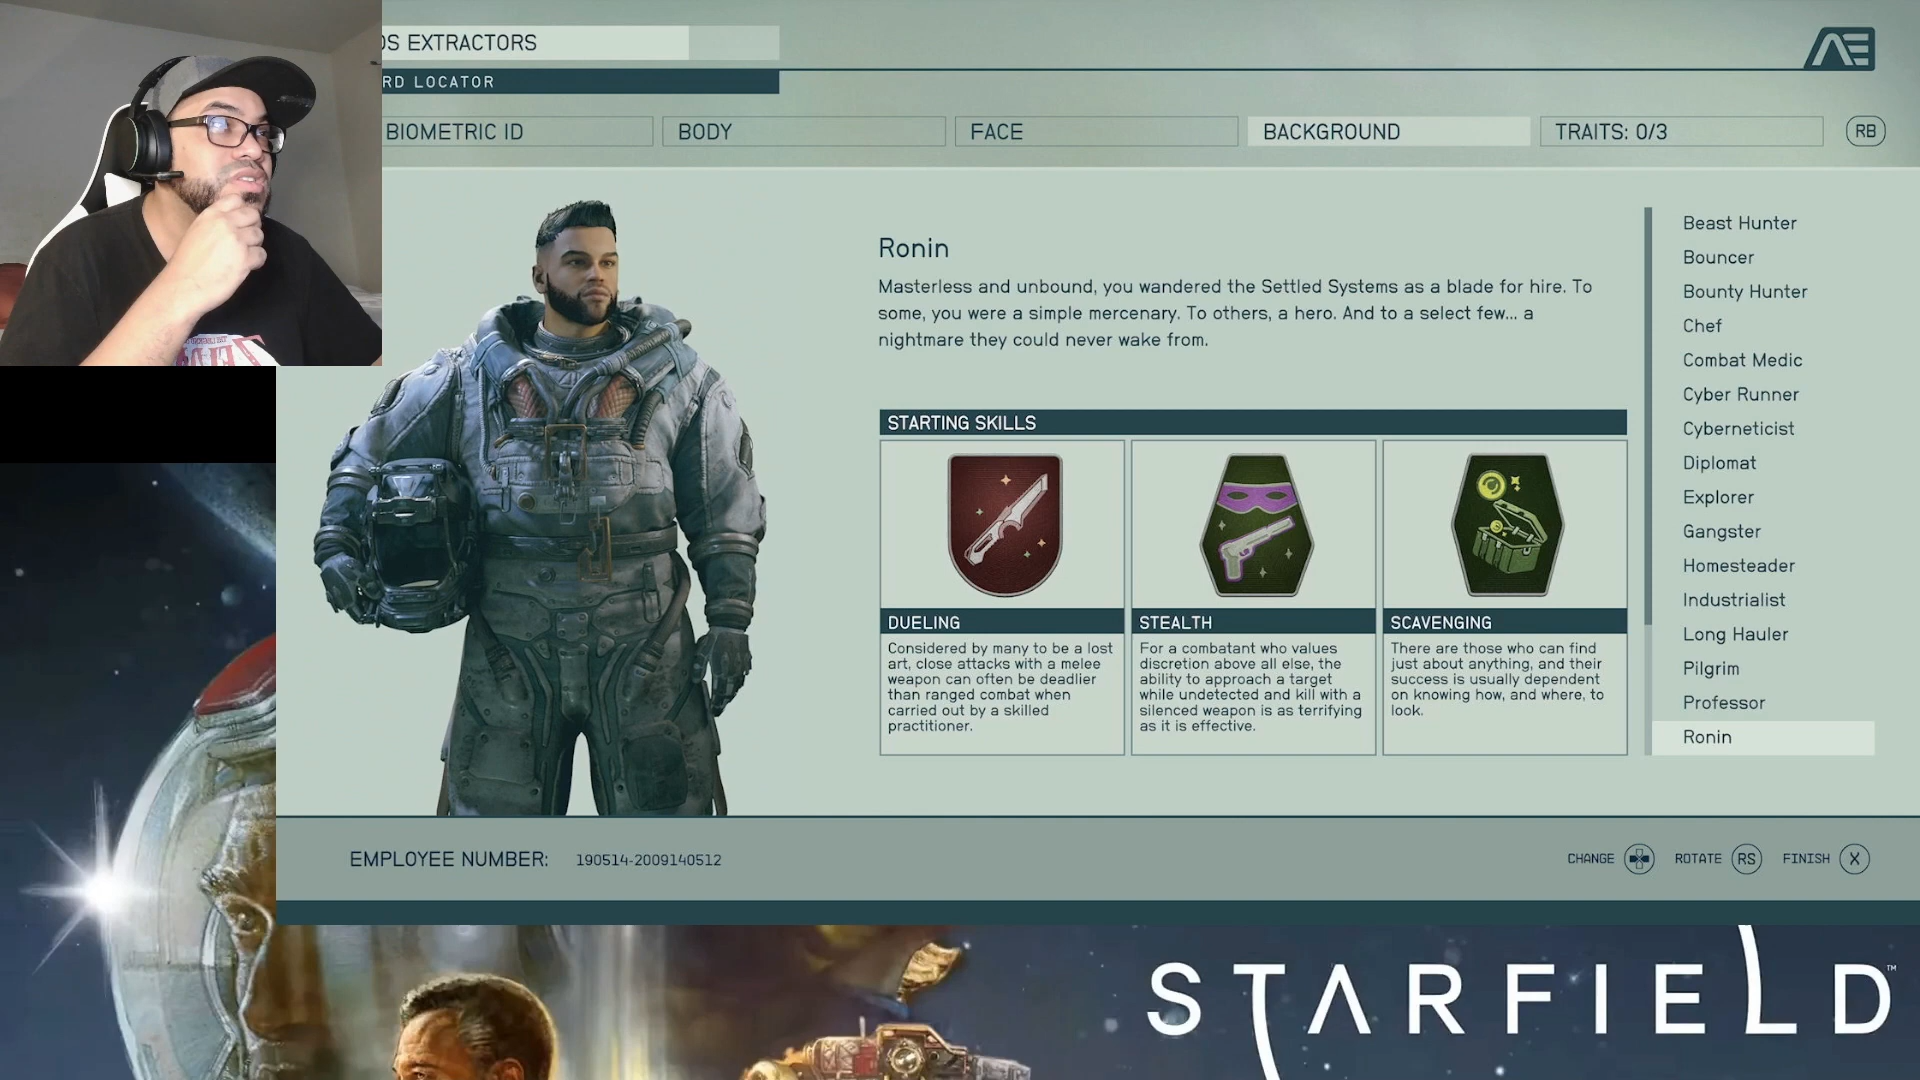 OS EXTRACTORS
RD LOCATOR
BIOMETRIC ID
BODY
FACE
BACKGROUND
TRAITS: 0/3
RB
Ronin
Masterless and unbound, you wandered the Settled Systems as a blade for hire. To
some, you were a simple mercenary. To others, a hero. And to a select few... a
nightmare they could never wake from.
STARTING SKILLS
DUELING
Considered by many to be a lost
art, close attacks with a melee
weapon can often be deadlier
than ranged combat when
carried out by a skilled
practitioner.
STEALTH
For a combatant who values
discretion above all else, the
ability to approach a target
while undetected and kill with a
silenced weapon is as terrifying
as it is effective.
SCAVENGING
There are those who can find
just about anything, and their
success is usually dependent
on knowing how, and where, to
look.
Beast Hunter
Bouncer
Bounty Hunter
Chef
Combat Medic
Cyber Runner
Cyberneticist
Diplomat
Explorer
Gangster
Homesteader
Industrialist
Long Hauler
Pilgrim
Professor
Ronin
EMPLOYEE NUMBER: 190514-2009140512
CHANGE
ROTATE RS
FINISH X
STARFIELD™